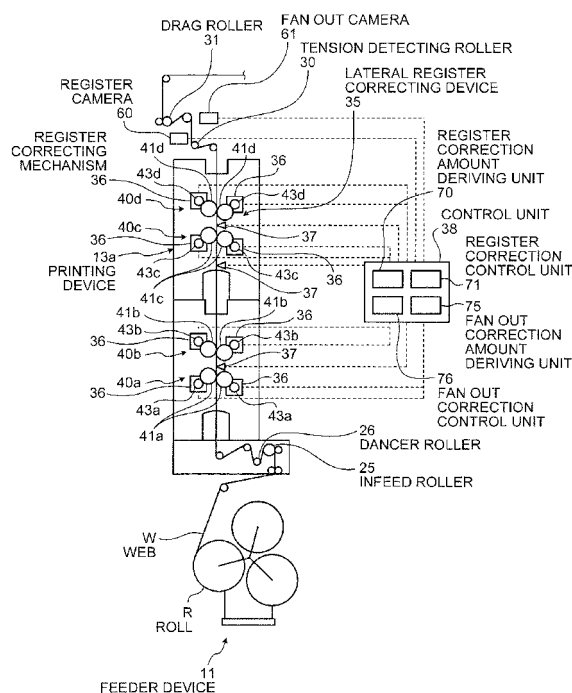 FAN OUT CAMERA
61
DRAG ROLLER
31
TENSION DETECTING ROLLER
30
LATERAL REGISTER
CORRECTING DEVICE
35
REGISTER
CAMERA
60
REGISTER
CORRECTING
MECHANISM
41d 41d
36
36
43d
43d
40d
36
40c
37
36
13a
PRINTING
DEVICE
43c
36
43c
41c
37
REGISTER
CORRECTION
AMOUNT
DERIVING UNIT
70
CONTROL UNIT
38
REGISTER
CORRECTION
CONTROL UNIT
71
75
FAN OUT
CORRECTION
AMOUNT
DERIVING UNIT
76
FAN OUT
CORRECTION
CONTROL UNIT
41b 41b
43b
36
36
43b
40b
37
40a
36
36
43a
43a
41a
26
DANCER ROLLER
25
INFEED ROLLER
W
WEB
R
ROLL
11
FEEDER DEVICE